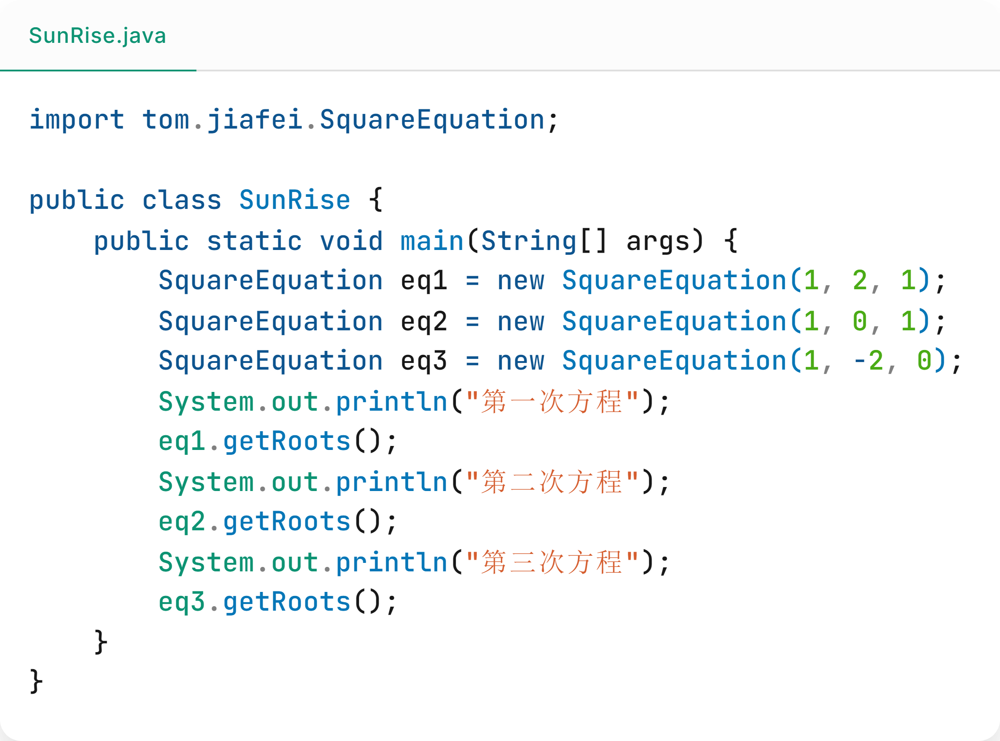 SunRise.java
import tom.jiafei.SquareEquation;
public class SunRise {
    public static void main(String[] args) {
        SquareEquation eq1 = new SquareEquation(1, 2, 1);
        SquareEquation eq2 = new SquareEquation(1, 0, 1);
        SquareEquation eq3 = new SquareEquation(1, -2, 0);
        System.out.println("第一次方程");
        eq1.getRoots();
        System.out.println("第二次方程");
        eq2.getRoots();
        System.out.println("第三次方程");
        eq3.getRoots();
    }
}